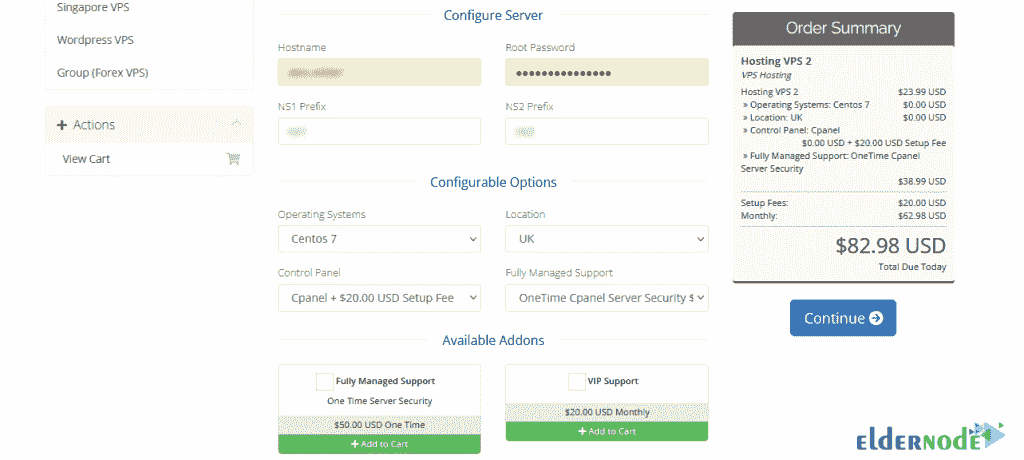 Singapore VPS
Wordpress VPS
Group (Forex VPS)
+ Actions
View Cart
Configure Server
Hostname
Root Password
NS1 Prefix
NS2 Prefix
Configurable Options
Operating Systems
Location
Centos 7
UK
Control Panel
Fully Managed Support
Cpanel + $20.00 USD Setup Fee
OneTime Cpanel Server Security $
Available Addons
Fully Managed Support
One Time Server Security
$50.00 USD One Time
+ Add to Cart
VIP Support
$20.00 USD Monthly
+ Add to Cart
Order Summary
Hosting VPS 2
VPS Hosting
Hosting VPS 2 $23.99 USD
» Operating Systems: Centos 7 $0.00 USD
» Location: UK $0.00 USD
» Control Panel: Cpanel
$0.00 USD + $20.00 USD Setup Fee
» Fully Managed Support: OneTime Cpanel
Server Security
$38.99 USD
Setup Fees: $20.00 USD
Monthly: $62.98 USD
$82.98 USD
Total Due Today
Continue
ELDERNODE